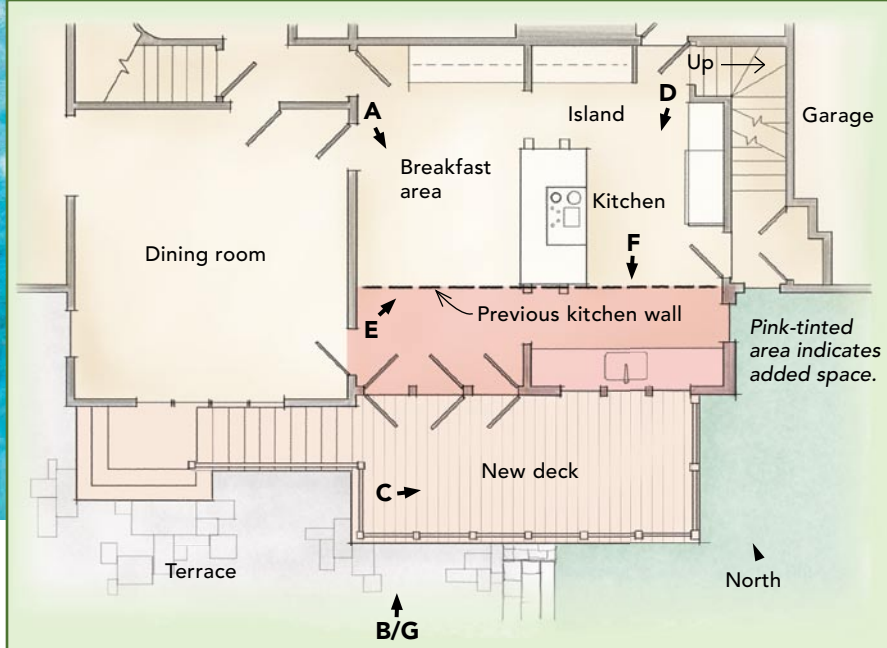 Up
D
A
Island
Garage
Breakfast
area
Kitchen
Dining room
F
E
Previous kitchen wall
Pink-tinted
area indicates
added space.
New deck
C
Terrace
North
B/G